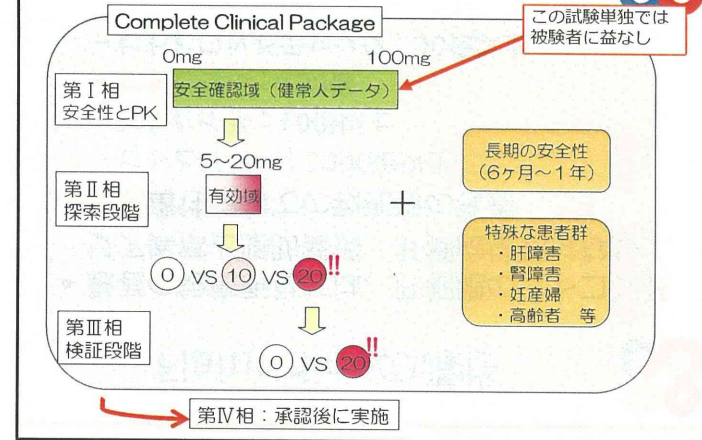 Complete Clinical Package
この試験単独では
被験者に益なし
0mg 100mg
第Ⅰ相
安全性とPK
安全確認域（健常人データ）
5～20mg
第Ⅱ相
探索段階
有効域
0 VS 10 VS 20 !!
第Ⅲ相
検証段階
0 VS 20 !!
+
長期の安全性
（6ヶ月～1年）
特殊な患者群
・肝障害
・腎障害
・妊産婦
・高齢者　等
第Ⅳ相：承認後に実施